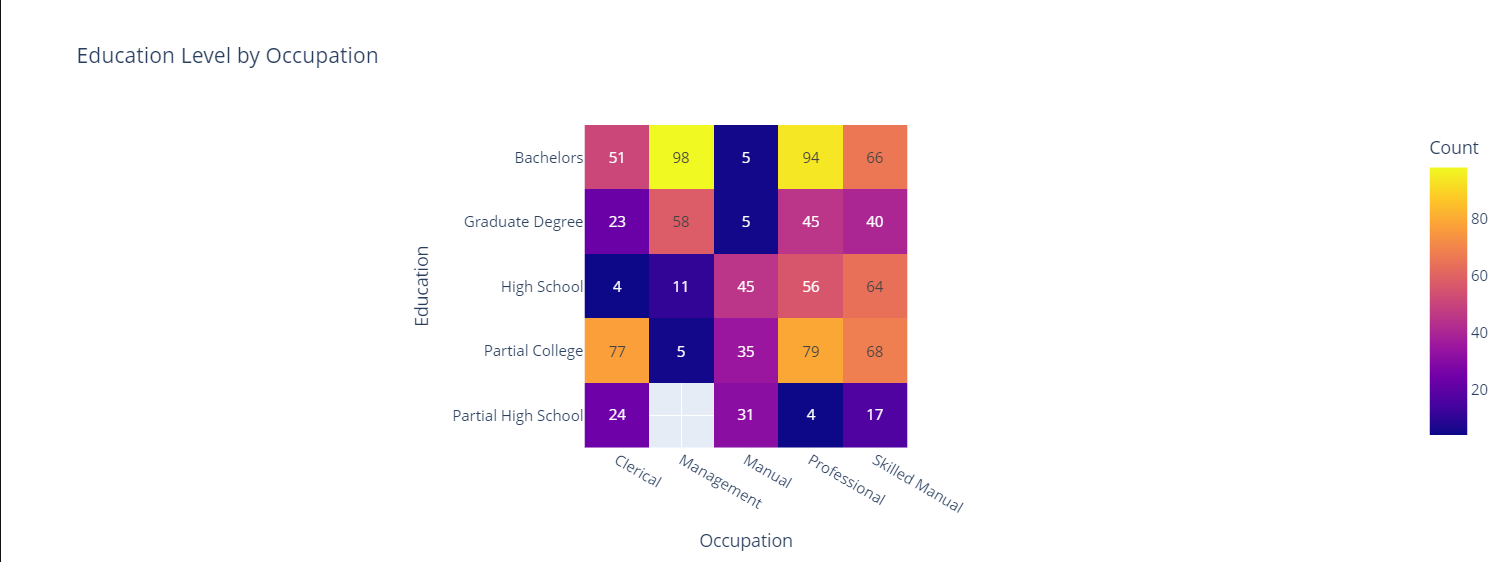 Education Level by Occupation
Count
Education
Bachelors 51 98 5 94 66
Graduate Degree 23 58 5 45 40
High School 4 11 45 56 64
Partial College 77 5 35 79 68
Partial High School 24 31 4 17
Clerical Management Manual Professional Skilled Manual
Occupation
80
60
40
20